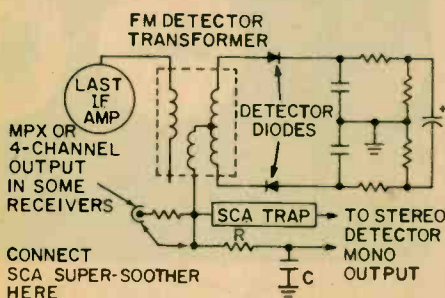 FM DETECTOR
TRANSFORMER
LAST
IF
AMP
DETECTOR
DIODES
+
MPX OR
4-CHANNEL
OUTPUT
IN SOME
RECEIVERS
SCA TRAP
TO STEREO
DETECTOR
R
MONO
OUTPUT
C
CONNECT
SCA SUPER-SOOTHER
HERE